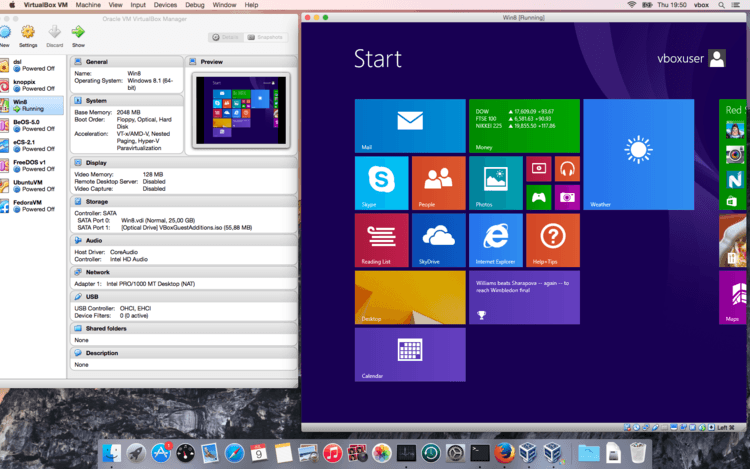 VirtualBox VM Machine View Input Devices Debug Window Help Thu 19:50 vbox
Oracle VM VirtualBox Manager
New Settings Discard Show Details Snapshots
dsl
Powered Off
knoppix
Powered Off
Win8
Running
BeOS-5.0
Powered Off
eCS-2.1
Powered Off
FreeDOS v1
Powered Off
UbuntuVM
Powered Off
FedoraVM
Powered Off
General
Name: Win8
Operating System: Windows 8.1 (64-
bit)
System
Base Memory: 2048 MB
Boot Order: Floppy, Optical, Hard
Disk
Acceleration: VT-x/AMD-V, Nested
Paging, Hyper-V
Paravirtualization
Preview
Display
Video Memory: 128 MB
Remote Desktop Server: Disabled
Video Capture: Disabled
Storage
Controller: SATA
SATA Port 0: Win8.vdi (Normal, 25,00 GB)
SATA Port 1: [Optical Drive] VBoxGuestAdditions.iso (55,88 MB)
Audio
Host Driver: CoreAudio
Controller: Intel HD Audio
Network
Adapter 1: Intel PRO/1000 MT Desktop (NAT)
USB
USB Controller: OHCI, EHCI
Device Filters: 0 (0 active)
Shared folders
None
Description
None
Win8 [Running]
Start
vboxuser
Mail
DOW ▲ 17,609.09 +93.67
FTSE 100 ▲ 6,581.63 +90.93
NIKKEI 225 ▲ 19,855.50 +117.86
Money
Weather
Skype
People
Photos
Reading List
SkyDrive
Internet Explorer
Help+Tips
Desktop
Williams beats Sharapova -- again -- to
reach Wimbledon final
Calendar
Red
Maps
Left ⌘
9